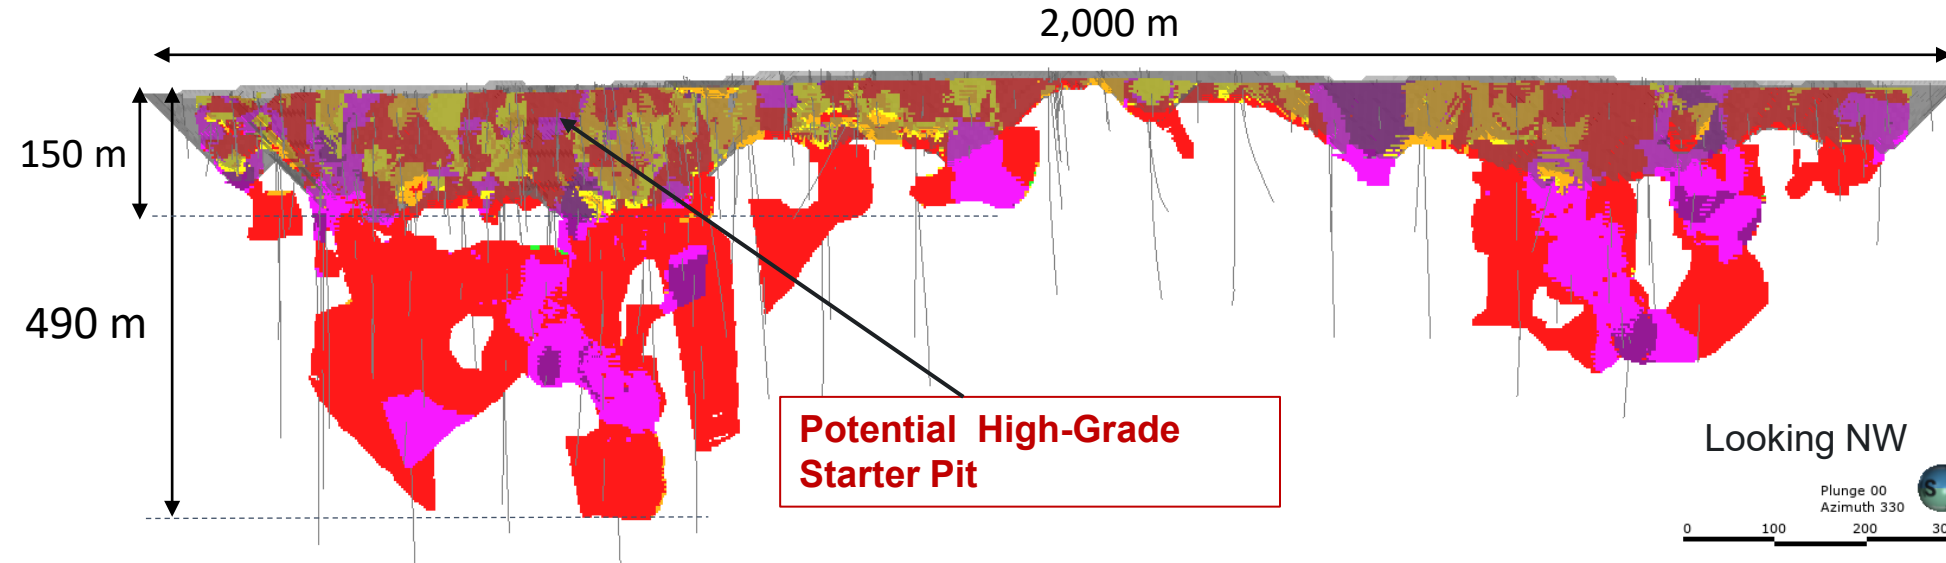 2,000 m
150 m
490 m
Potential High-Grade
Starter Pit
Looking NW
Plunge 00
Azimuth 330
S
0 100 200